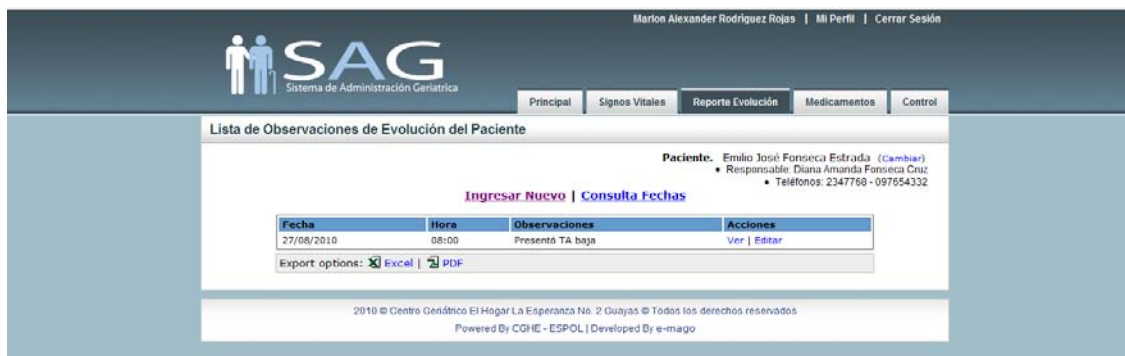 Marlon Alexander Rodríguez Rojas | Mi Perfil | Cerrar Sesión
SAG
Sistema de Administración Geriatrica
Principal Signos Vitales Reporte Evolución Medicamentos Control
Lista de Observaciones de Evolución del Paciente
Paciente. Emilio José Fonseca Estrada (Cambiar)
• Responsable: Diana Amanda Fonseca Cruz
• Teléfonos: 2347768 - 097654332
Ingresar Nuevo | Consulta Fechas
Fecha Hora Observaciones Acciones
27/08/2010 08:00 Presentó TA baja Ver | Editar
Export options: Excel | PDF
2010 © Centro Geriátrico El Hogar La Esperanza No. 2 Guayas © Todos los derechos reservados
Powered By CGHE - ESPOL | Developed By e-mago